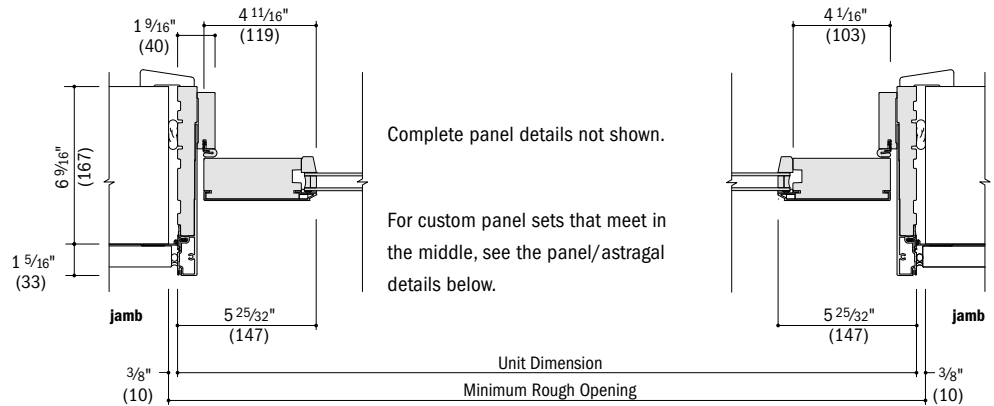 4 11/16"
(119)
1 9/16"
(40)
4 1/16"
(103)
6 9/16"
(167)
Complete panel details not shown.
For custom panel sets that meet in
the middle, see the panel/astragal
details below.
1 5/16"
(33)
jamb
5 25/32"
(147)
5 25/32"
(147)
jamb
Unit Dimension
3/8"
(10)
Minimum Rough Opening
3/8"
(10)